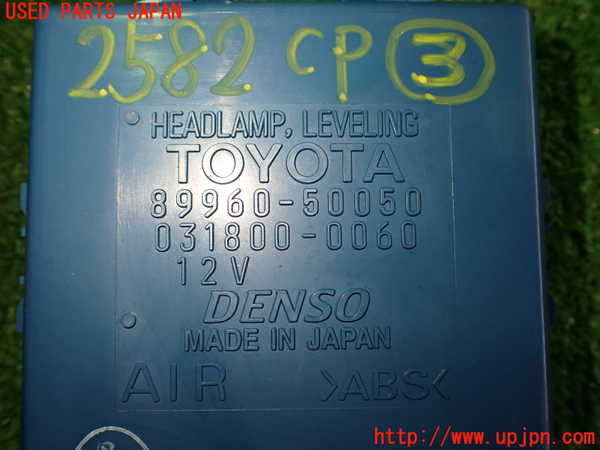 USED PARTS JAPAN
2582 CP ③
HEADLAMP, LEVELING
TOYOTA
89960-50050
031800-0060
12V
DENSO
MADE IN JAPAN
AIR >ABS<
http://www.upjpn.com